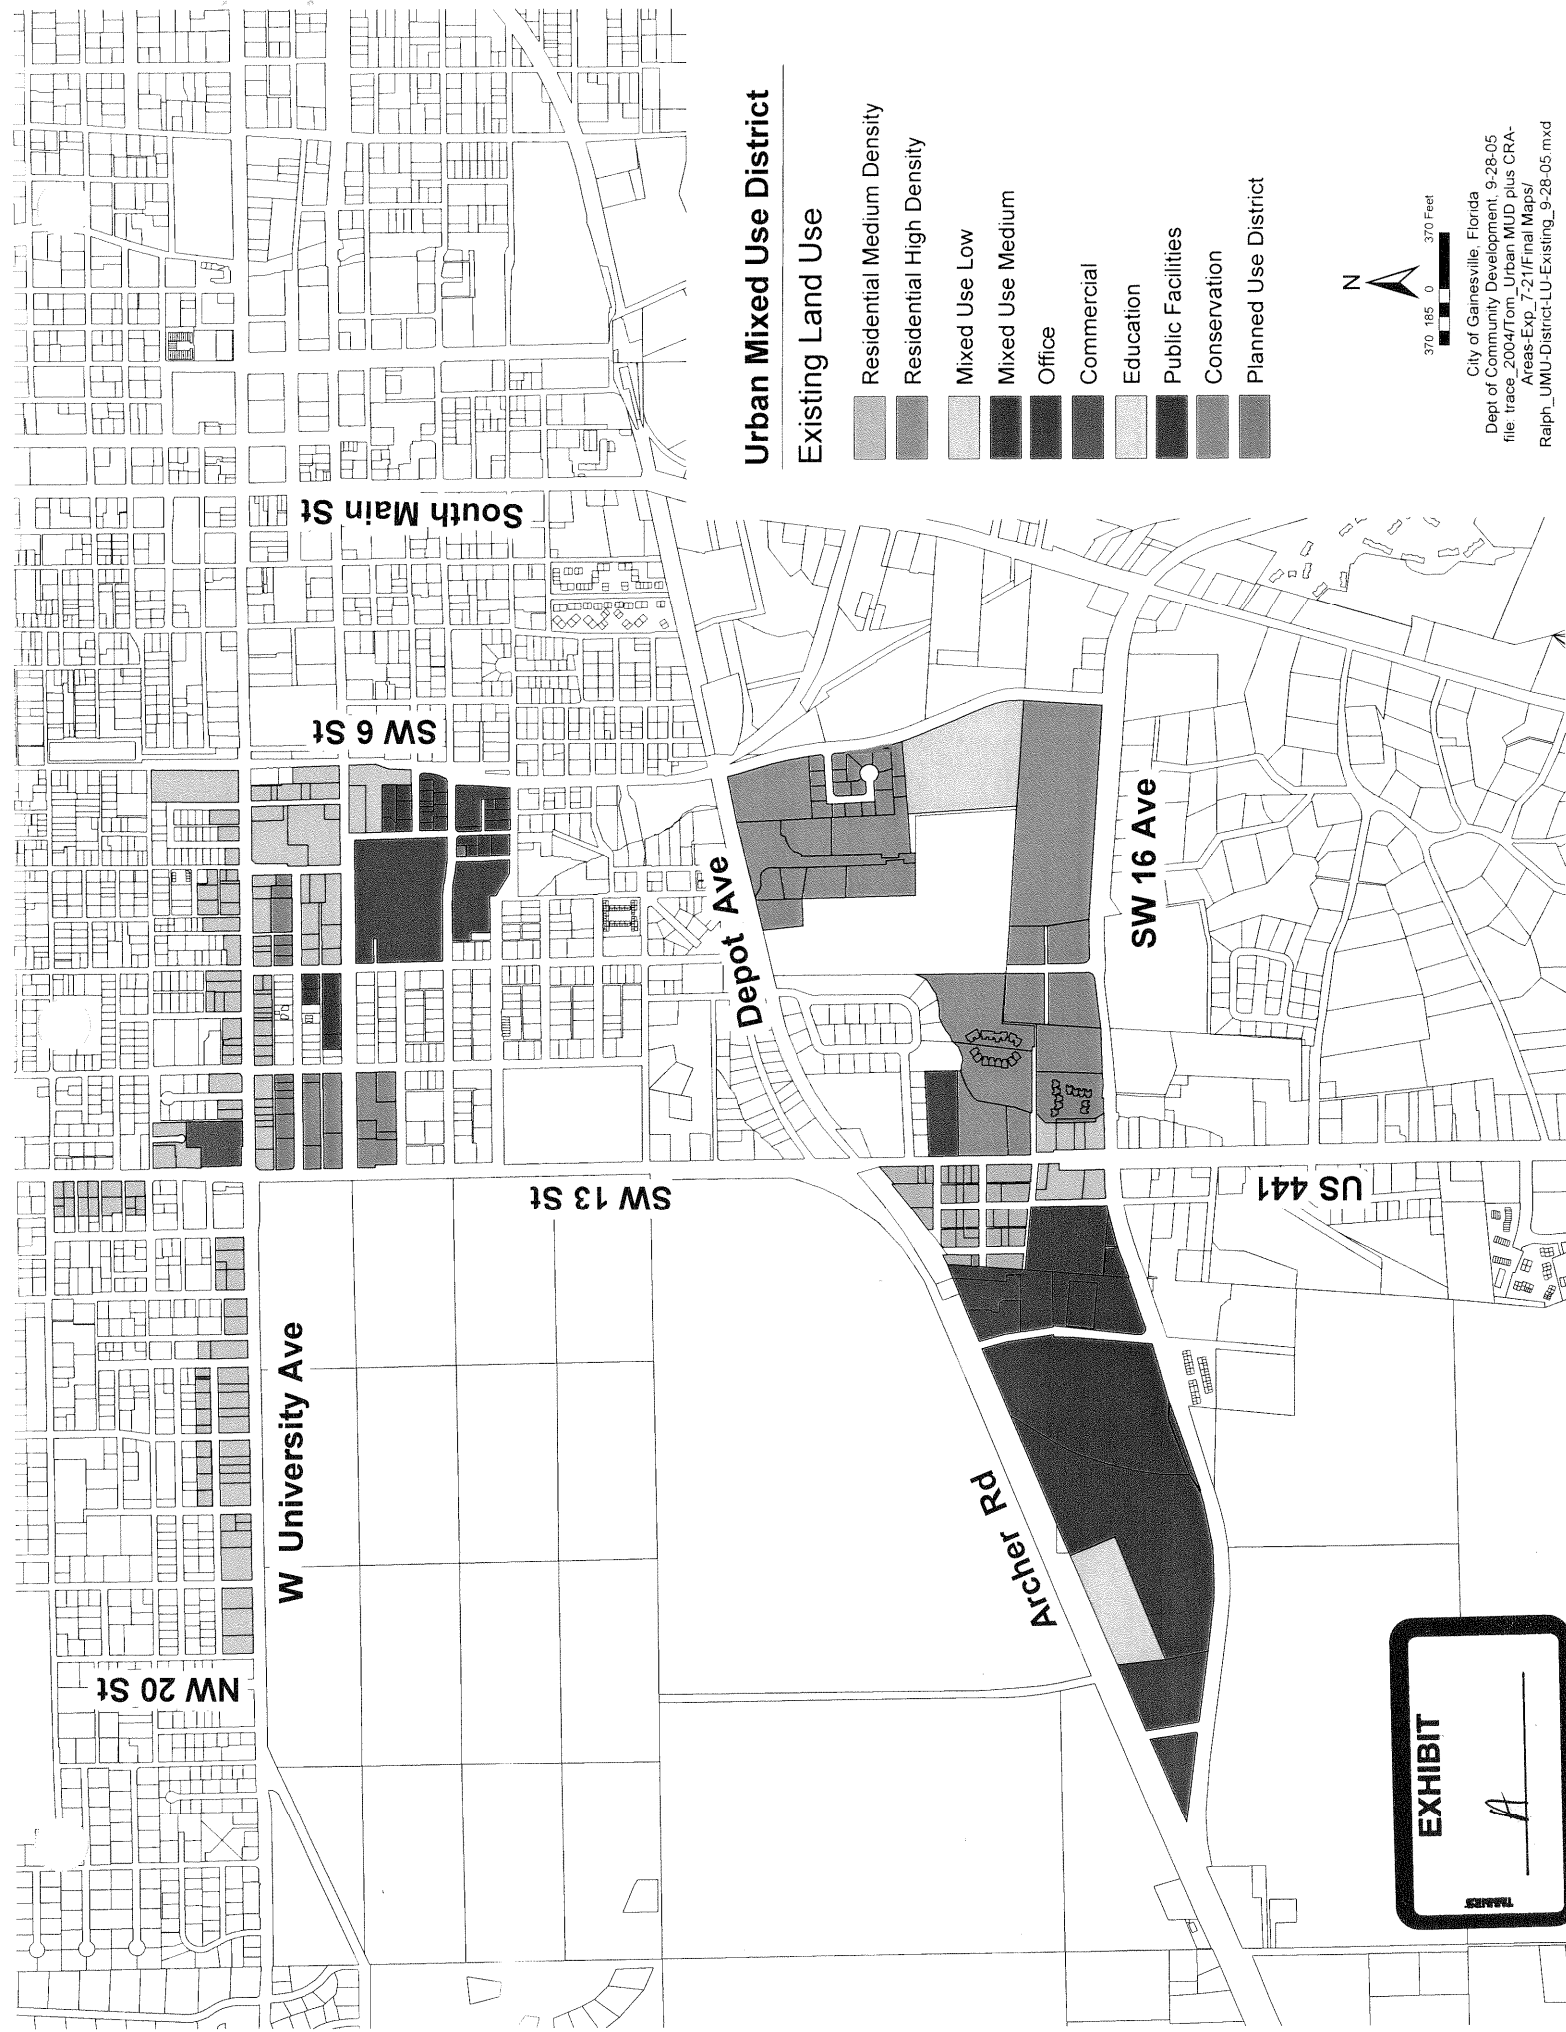 Urban Mixed Use District
Existing Land Use
Residential Medium Density
Residential High Density
Mixed Use Low
Mixed Use Medium
Office
Commercial
Education
Public Facilities
Conservation
Planned Use District
N
370 185 0 370 Feet
City of Gainesville, Florida
Dept of Community Development, 9-28-05
file: trace_2004/Tom_Urban MUD plus CRA-
Areas-Exp_7-21/Final Maps/
Ralph_UMU-District-LU-Existing_9-28-05.mxd
South Main St
SW 6 St
SW 13 St
NW 20 St
W University Ave
Depot Ave
SW 16 Ave
US 441
Archer Rd
EXHIBIT
A